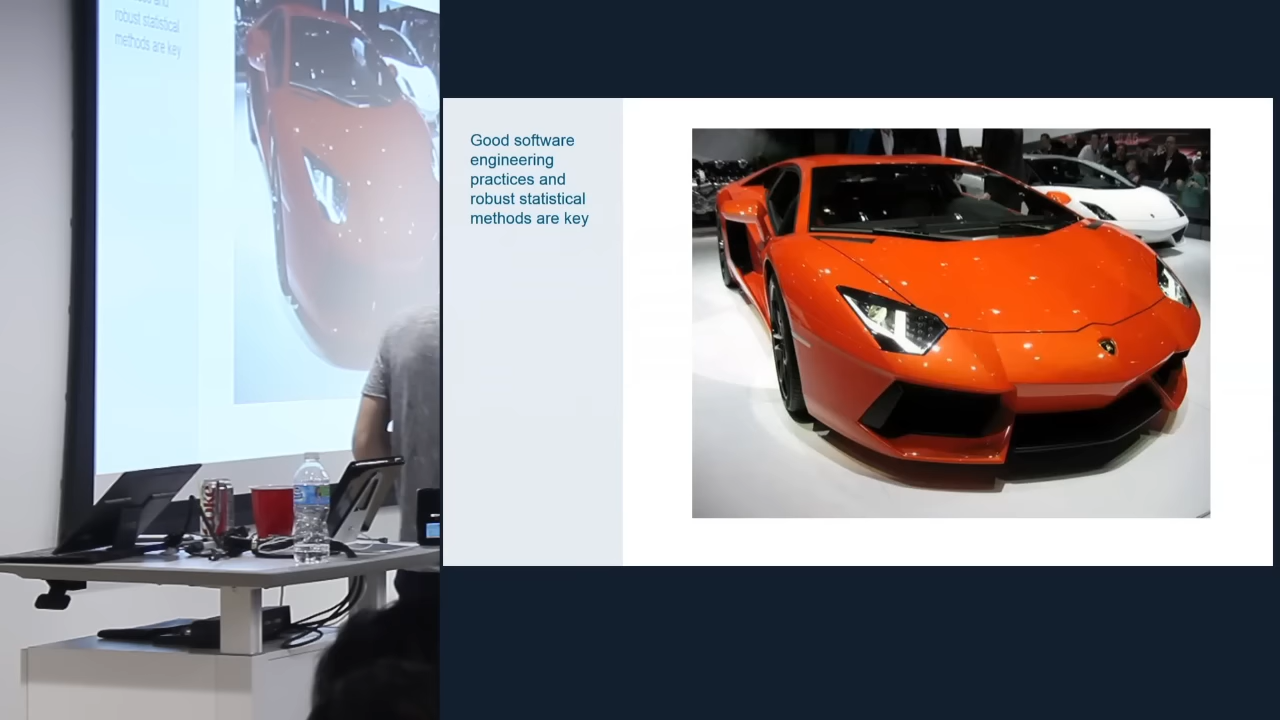 robust statistical
methods are key
Good software
engineering
practices and
robust statistical
methods are key